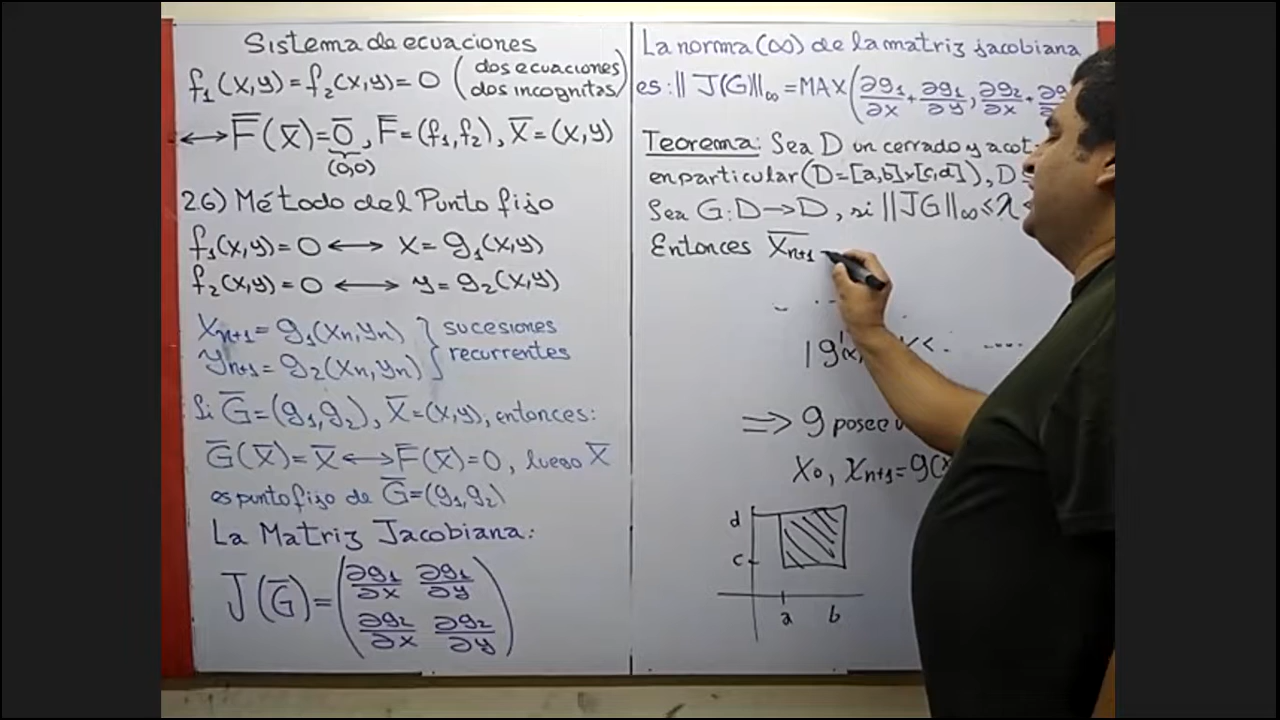 Sistema de ecuaciones
f₁(x,y)=f₂(x,y)=0 (dos ecuaciones
dos incognitas)
⟷ F̅(X̅)=0̅, F̅=(f₁,f₂), X̅=(x,y)
(0,0)
26) Método del Punto fijo
f₁(x,y)=0 ⟷ x=g₁(x,y)
f₂(x,y)=0 ⟷ y=g₂(x,y)
Xₙ₊₁=g₁(xₙ,yₙ) } sucesiones
yₙ₊₁=g₂(xₙ,yₙ) recurrentes
Si G̅=(g₁,g₂), X̅=(x,y), entonces:
G̅(X̅)=X̅ ⟷ F̅(X̅)=0, luego X̅
es punto fijo de G̅=(g₁,g₂)
La Matriz Jacobiana:
J(G̅)=(∂g₁/∂x ∂g₁/∂y
∂g₂/∂x ∂g₂/∂y)
La norma (∞) de la matriz jacobiana
es: ‖J(G)‖∞=MAX(∂g₁/∂x+∂g₁/∂y, ∂g₂/∂x+
Teorema: Sea D un cerrado y acot
en particular (D=[a,b]×[c,d]), D
Sea G:D→D, si ‖JG‖∞≤λ
Entonces X̅ₙ₊₁
|g'(x)
⟹ g posee
X₀, xₙ₊₁=g(x
d
c
a b